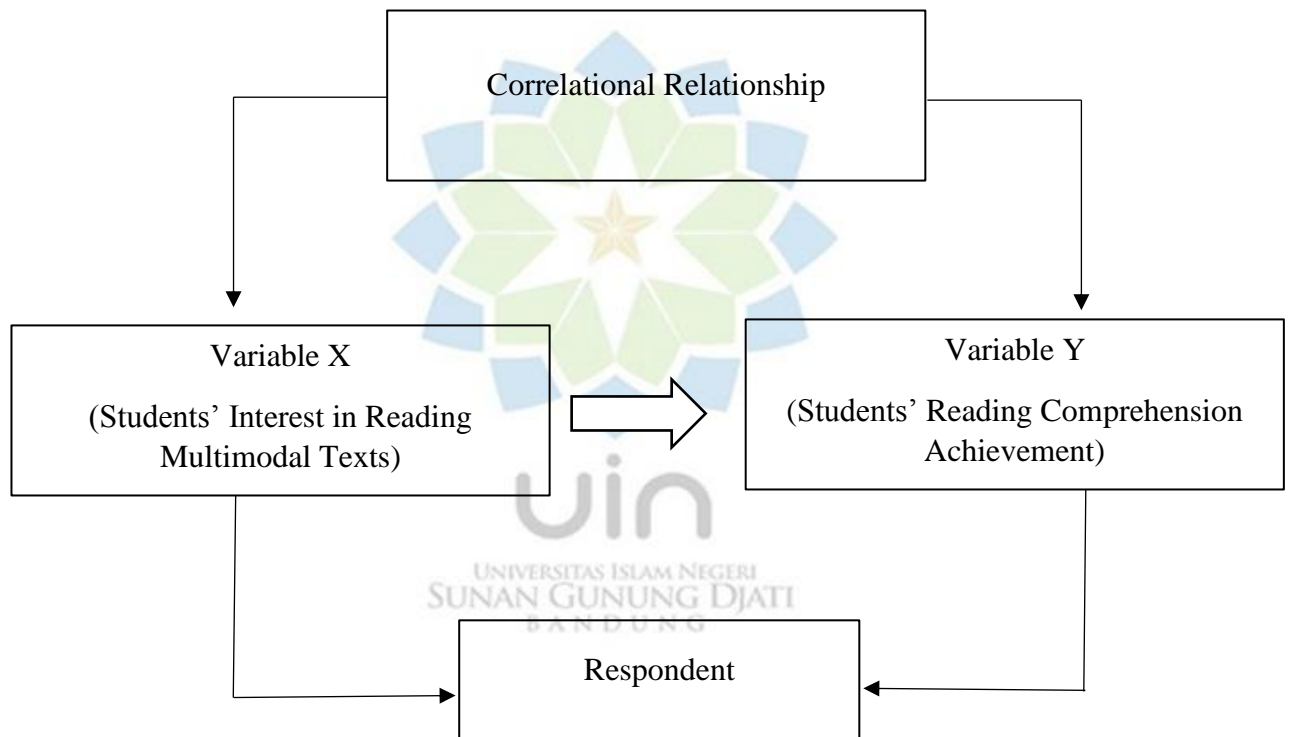 Correlational Relationship
Variable X
(Students’ Interest in Reading
Multimodal Texts)
Variable Y
(Students’ Reading Comprehension
Achievement)
uin
UNIVERSITAS ISLAM NEGERI
SUNAN GUNUNG DJATI
BANDUNG
Respondent